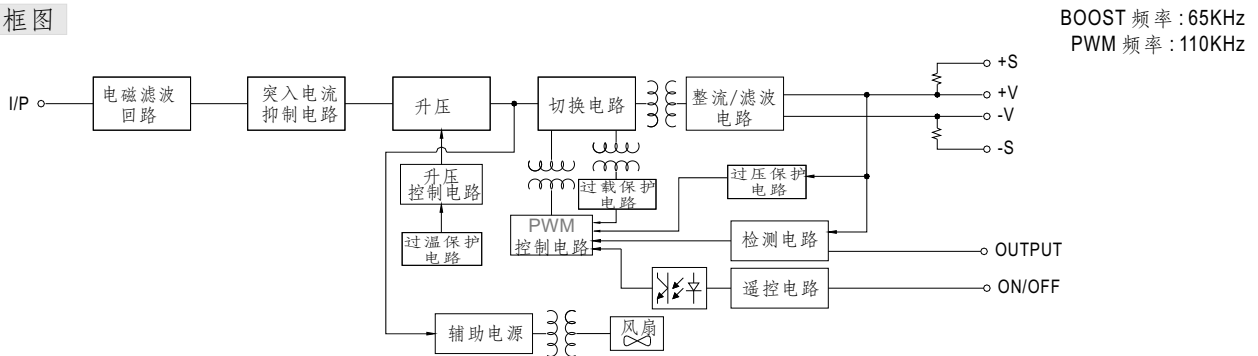 框图
BOOST 频率 : 65KHz
PWM 频率 : 110KHz
I/P
电磁滤波
回路
突入电流
抑制电路
升压
切换电路
整流/滤波
电路
+S
+V
-V
-S
升压
控制电路
过载保护
电路
过压保护
电路
过温保护
电路
PWM
控制电路
检测电路
OUTPUT
遥控电路
ON/OFF
辅助电源
风扇